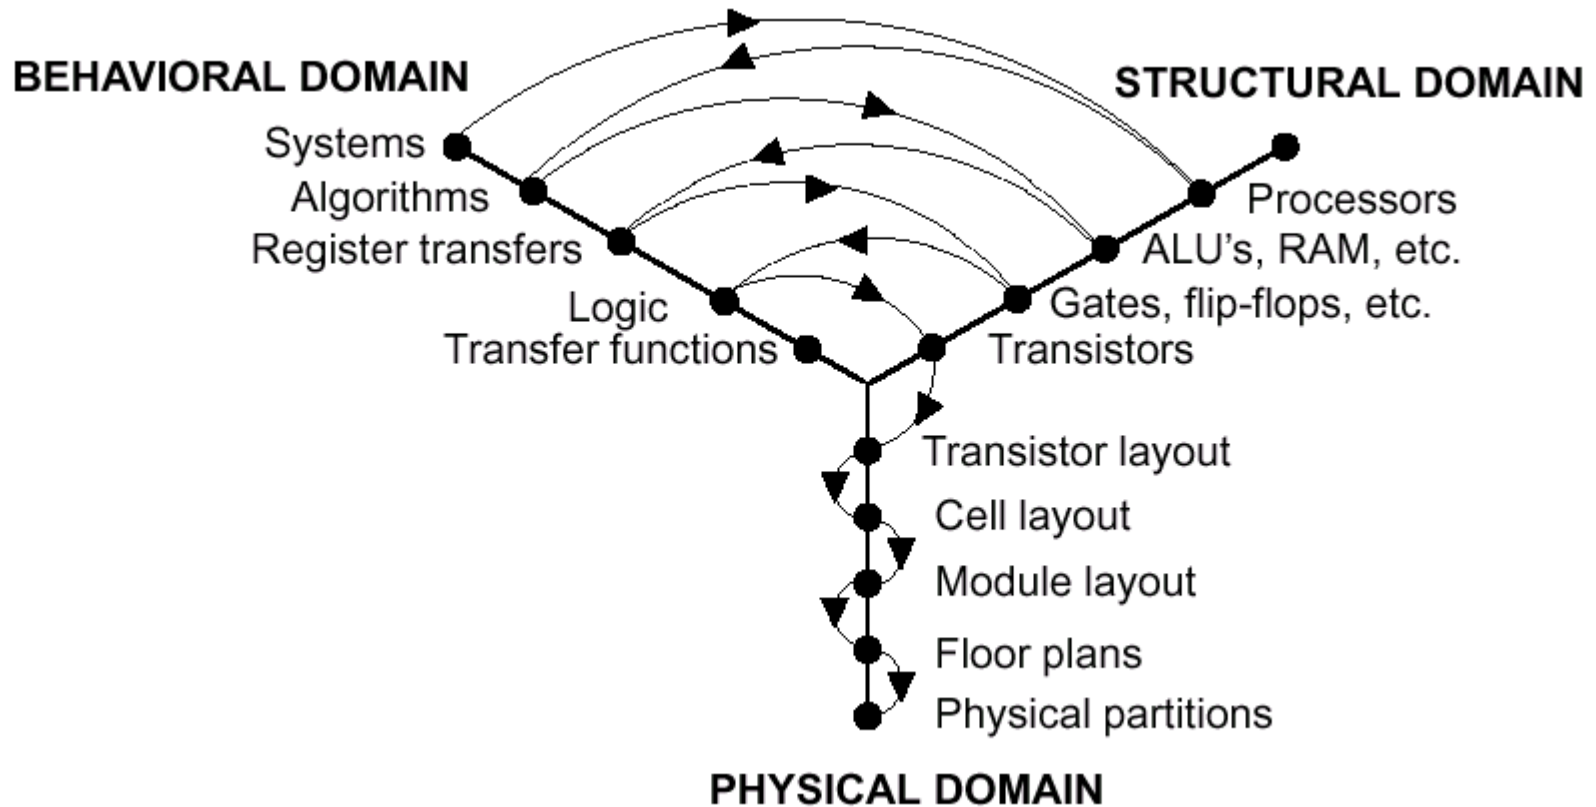 BEHAVIORAL DOMAIN
STRUCTURAL DOMAIN
Systems
Algorithms
Register transfers
Logic
Transfer functions
Processors
ALU’s, RAM, etc.
Gates, flip-flops, etc.
Transistors
Transistor layout
Cell layout
Module layout
Floor plans
Physical partitions
PHYSICAL DOMAIN